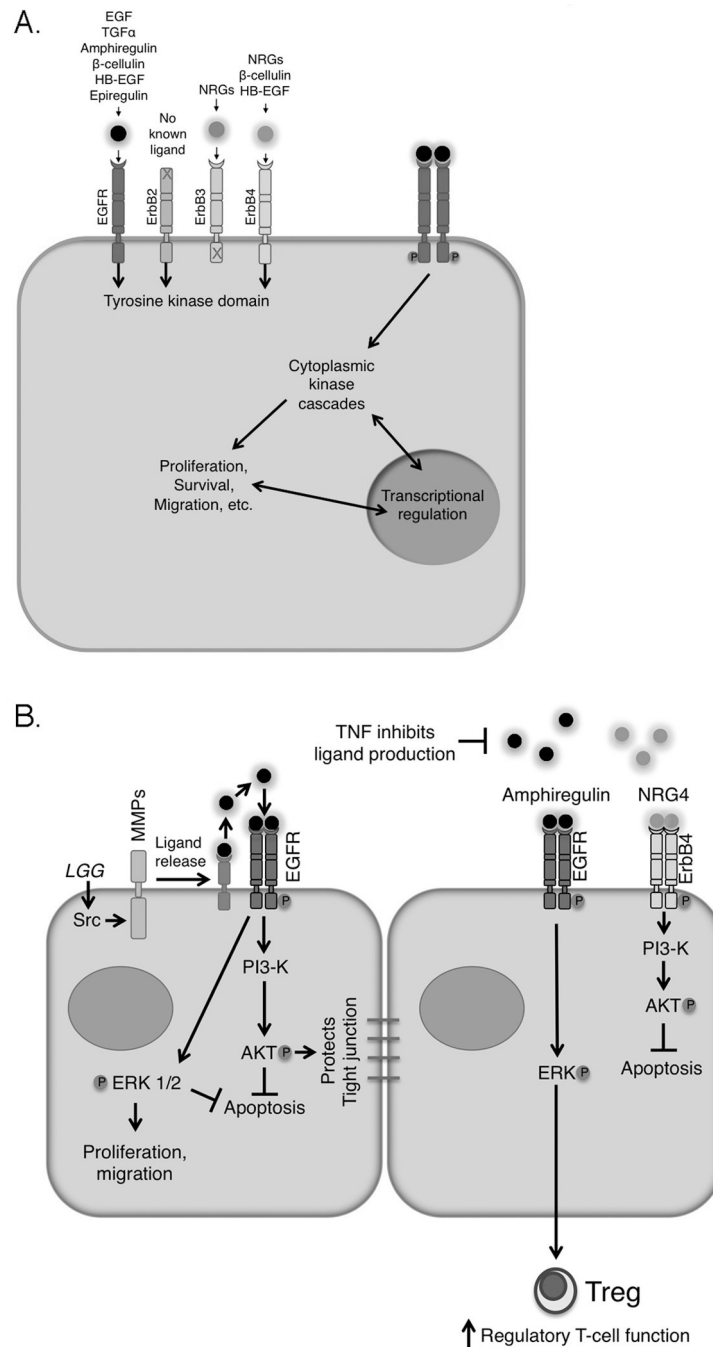 A.
EGF
TGFα
Amphiregulin
β-cellulin
HB-EGF
Epiregulin
No
known
ligand
NRGs
NRGs
β-cellulin
HB-EGF
EGFR
ErbB2
ErbB3
ErbB4
X
X
P
P
Tyrosine kinase domain
Cytoplasmic
kinase
cascades
Proliferation,
Survival,
Migration, etc.
Transcriptional
regulation
B.
TNF inhibits
ligand production
Amphiregulin
NRG4
MMPs
Ligand
release
EGFR
EGFR
ErbB4
LGG
Src
P
P
P
PI3-K
PI3-K
AKT P
AKT P
Protects
Tight junction
P ERK 1/2
Apoptosis
ERK P
Apoptosis
Proliferation,
migration
Treg
Regulatory T-cell function